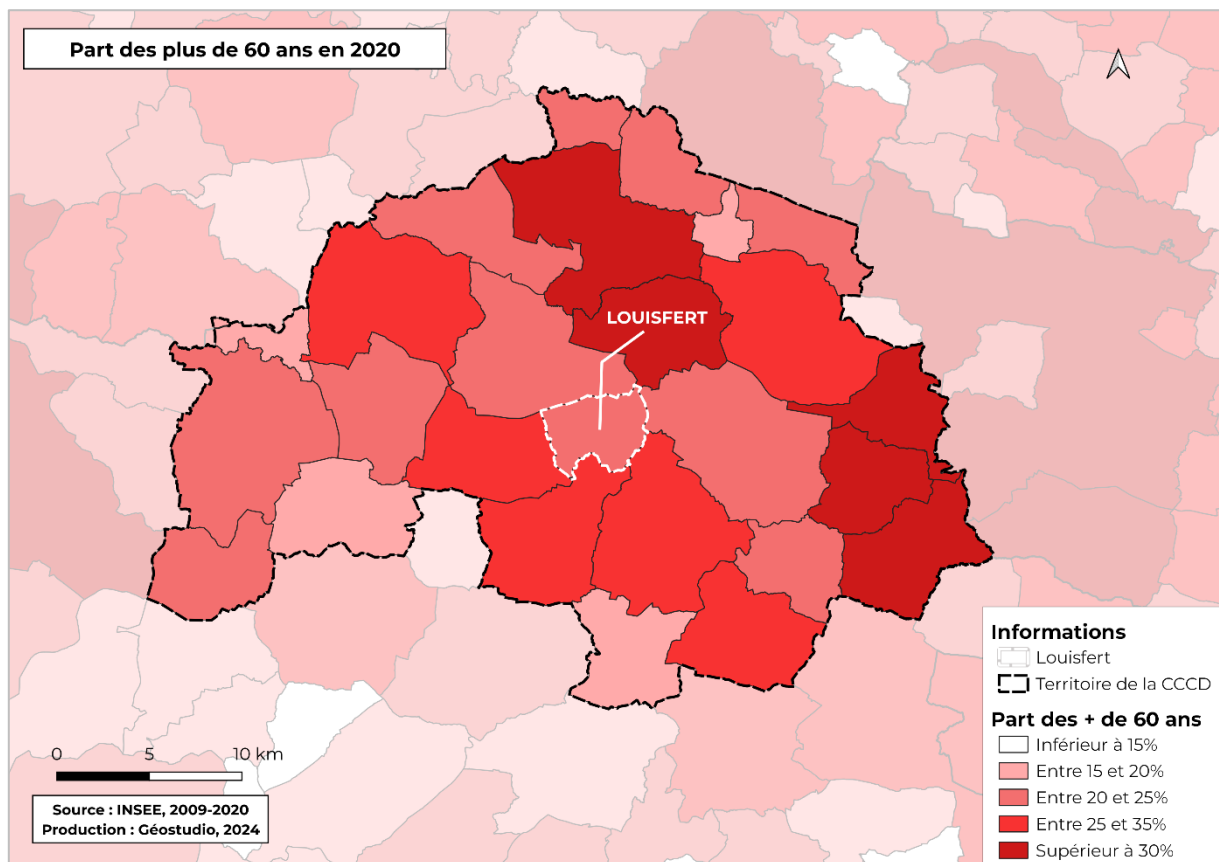 Part des plus de 60 ans en 2020
LOUISFERT
0 5 10 km
Source : INSEE, 2009-2020
Production : Géostudio, 2024
Informations
Louisfert
Territoire de la CCCD
Part des + de 60 ans
Inférieur à 15%
Entre 15 et 20%
Entre 20 et 25%
Entre 25 et 35%
Supérieur à 30%